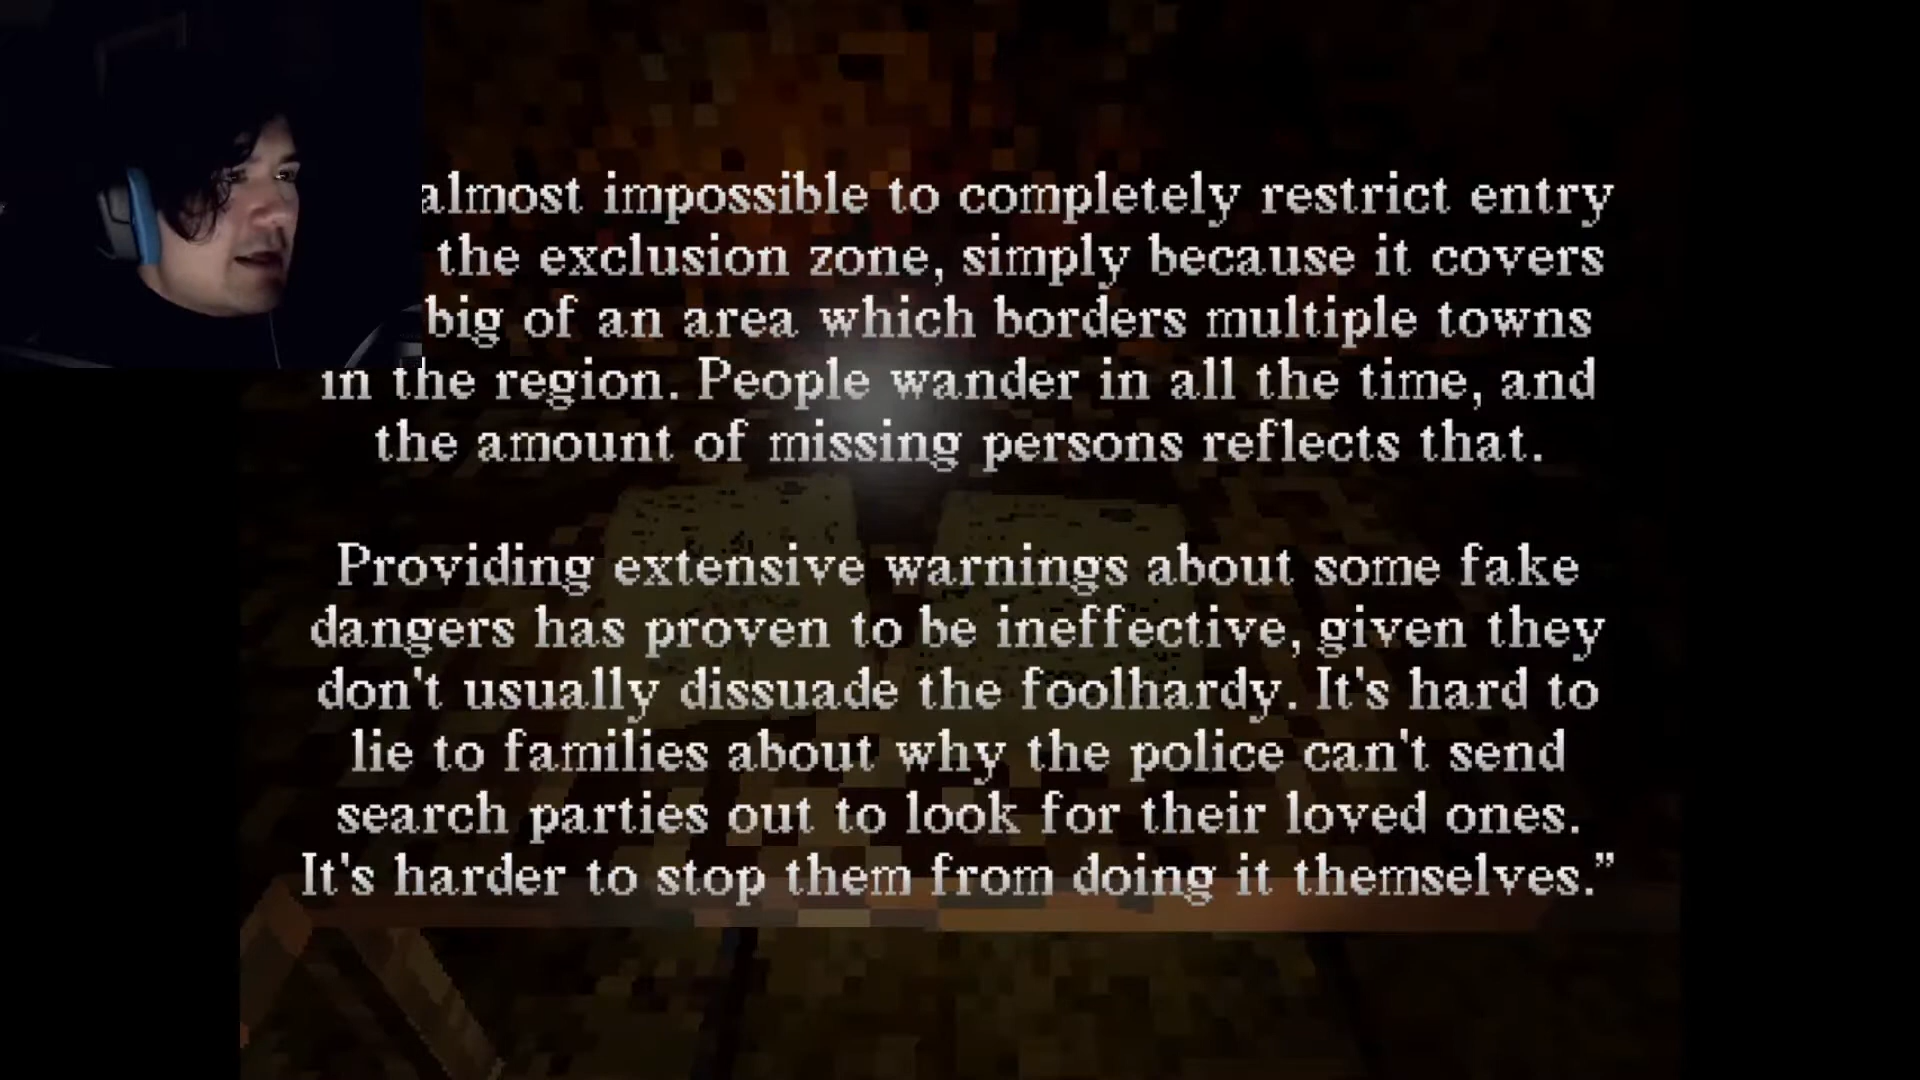 almost impossible to completely restrict entry
the exclusion zone, simply because it covers
big of an area which borders multiple towns
in the region. People wander in all the time, and
the amount of missing persons reflects that.
Providing extensive warnings about some fake
dangers has proven to be ineffective, given they
don't usually dissuade the foolhardy. It's hard to
lie to families about why the police can't send
search parties out to look for their loved ones.
It's harder to stop them from doing it themselves.”